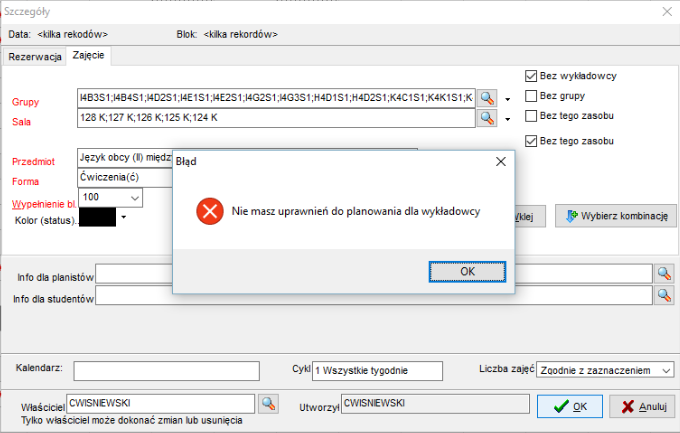 Szczegóły
Data: <kilka rekodów> Blok: <kilka rekordów>
Rezerwacja Zajęcie
Bez wykładowcy
Grupy I4B3S1;I4B4S1;I4D2S1;I4E1S1;I4E2S1;I4G2S1;I4G3S1;H4D1S1;H4D2S1;K4C1S1;K4K1S1;K Bez grupy
Sala 128 K;127 K;126 K;125 K;124 K Bez tego zasobu
Bez tego zasobu
Przedmiot Język obcy (II) międz
Forma Ćwiczenia(ć)
Wypełnienie bl. 100
Kolor (status).
Błąd
Nie masz uprawnień do planowania dla wykładowcy
OK
klej Wybierz kombinację
Info dla planistów
Info dla studentów
Kalendarz: Cykl 1 Wszystkie tygodnie Liczba zajęć Zgodnie z zaznaczeniem
Właściciel CWISNIEWSKI Utworzył CWISNIEWSKI OK Anuluj
Tylko właściciel może dokonać zmian lub usunięcia